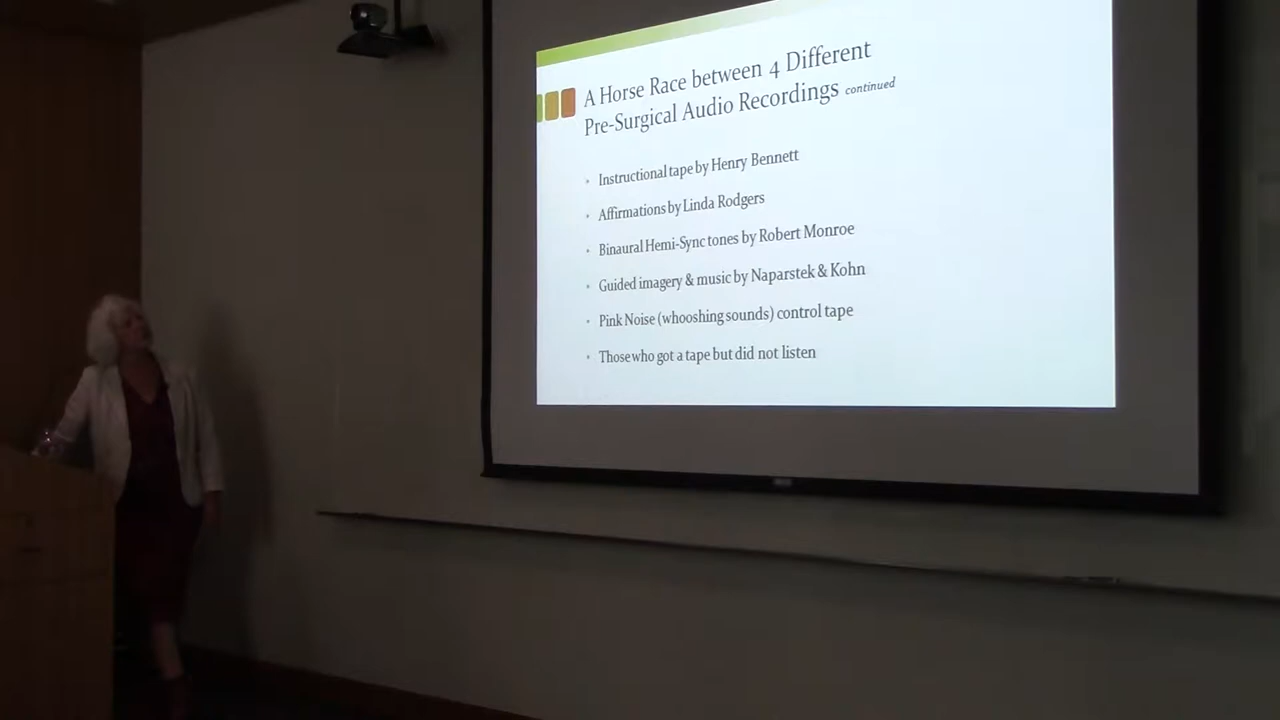 A Horse Race between 4 Different
Pre-Surgical Audio Recordings continued
Instructional tape by Henry Bennett
Affirmations by Linda Rodgers
Binaural Hemi-Sync tones by Robert Monroe
Guided imagery & music by Naparstek & Kohn
Pink Noise (whooshing sounds) control tape
Those who got a tape but did not listen